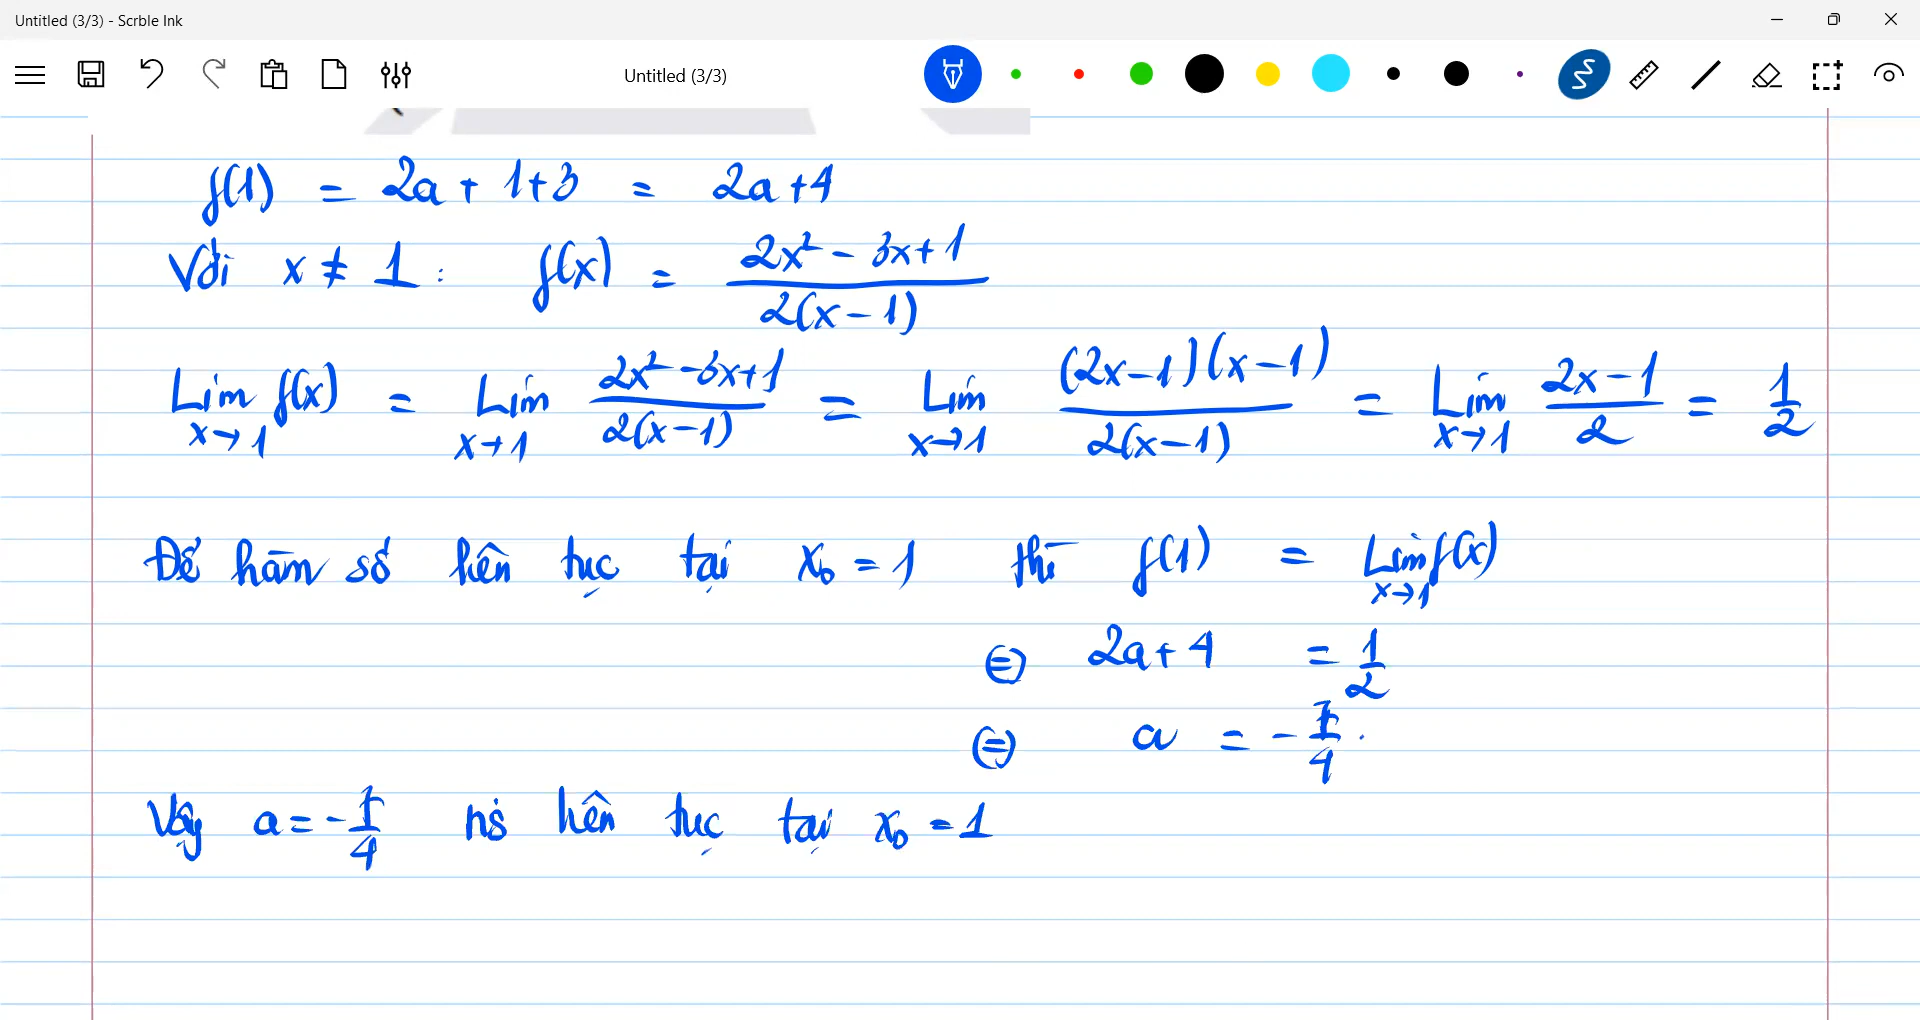 Untitled (3/3) - Scrble Ink
Untitled (3/3)
f(1) = 2a + 1+3 = 2a+4
Với x ≠ 1 : f(x) = (2x² - 3x+1)/(2(x-1))
Lim x→1 f(x) = Lim x→1 (2x² - 3x+1)/(2(x-1)) = Lim x→1 ((2x-1)(x-1))/(2(x-1)) = Lim x→1 (2x-1)/2 = 1/2
Để hàm số liên tục tại x₀ = 1 thì f(1) = Lim x→1 f(x)
⇔ 2a+4 = 1/2
⇔ a = -7/4 .
Vậy a = -7/4 hs liên tục tại x₀ = 1